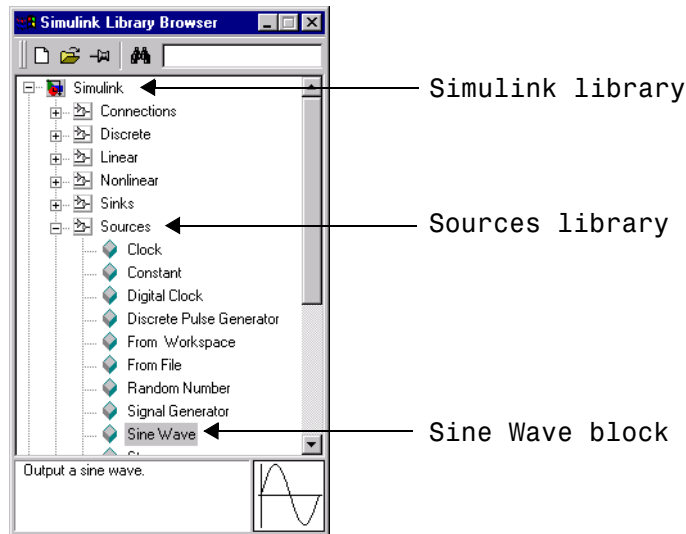 Simulink Library Browser
Simulink
Simulink library
Connections
Discrete
Linear
Nonlinear
Sinks
Sources
Sources library
Clock
Constant
Digital Clock
Discrete Pulse Generator
From Workspace
From File
Random Number
Signal Generator
Sine Wave
Sine Wave block
Output a sine wave.